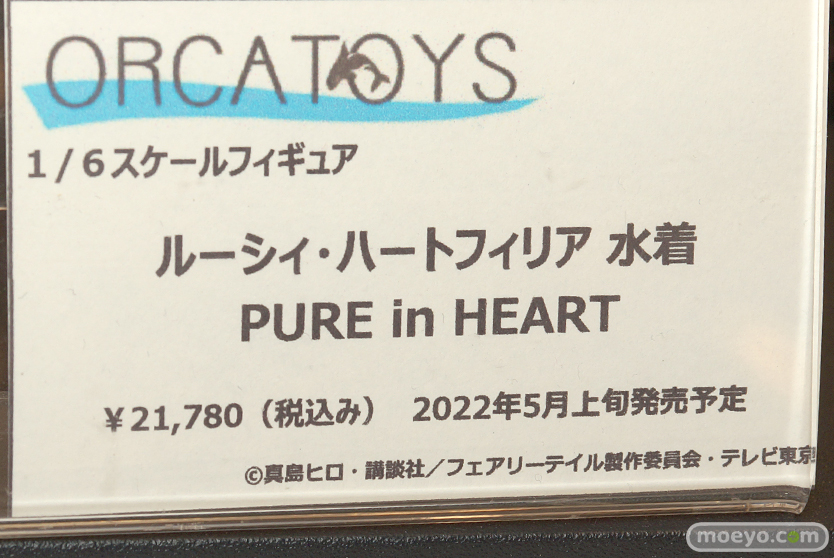 ORCATOYS
1/6スケールフィギュア
ルーシィ・ハートフィリア 水着
PURE in HEART
¥21,780（税込み） 2022年5月上旬発売予定
©真島ヒロ・講談社／フェアリーテイル製作委員会・テレビ東京
moeyo.com